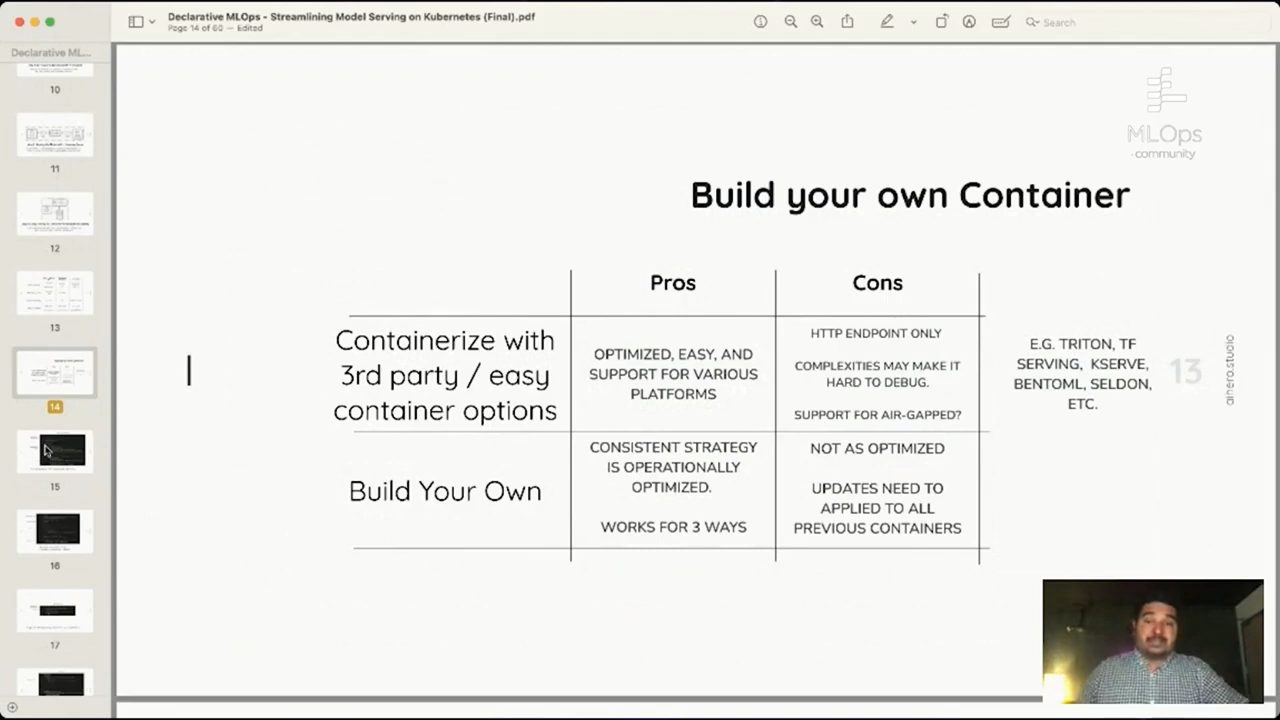 Declarative MLOps - Streamlining Model Serving on Kubernetes (Final).pdf
Page 14 of 60 — Edited
Search
Declarative ML...
10
11
12
13
14
15
16
17
MLOps
.community
Build your own Container
Pros
Cons
Containerize with
3rd party / easy
container options
OPTIMIZED, EASY, AND
SUPPORT FOR VARIOUS
PLATFORMS
HTTP ENDPOINT ONLY
COMPLEXITIES MAY MAKE IT
HARD TO DEBUG.
SUPPORT FOR AIR-GAPPED?
E.G. TRITON, TF
SERVING, KSERVE,
BENTOML, SELDON,
ETC.
13
ainero.studio
Build Your Own
CONSISTENT STRATEGY
IS OPERATIONALLY
OPTIMIZED.
WORKS FOR 3 WAYS
NOT AS OPTIMIZED
UPDATES NEED TO
APPLIED TO ALL
PREVIOUS CONTAINERS